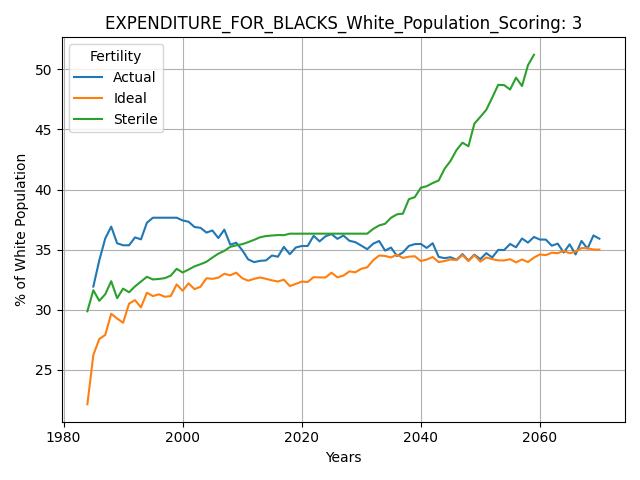 EXPENDITURE_FOR_BLACKS_White_Population_Scoring: 3
Fertility
Actual
Ideal
Sterile
% of White Population
50
45
40
35
30
25
1980
2000
2020
2040
2060
Years